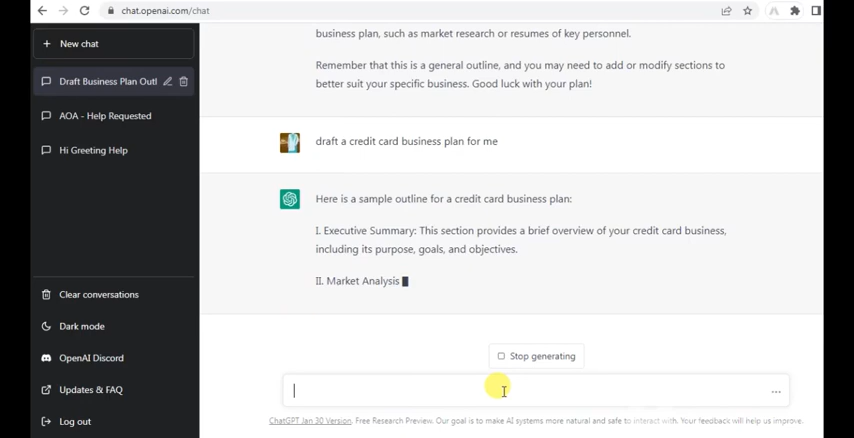 chat.openai.com/chat
New chat
Draft Business Plan Outl
AOA - Help Requested
Hi Greeting Help
Clear conversations
Dark mode
OpenAI Discord
Updates & FAQ
Log out
business plan, such as market research or resumes of key personnel.
Remember that this is a general outline, and you may need to add or modify sections to
better suit your specific business. Good luck with your plan!
draft a credit card business plan for me
Here is a sample outline for a credit card business plan:
I. Executive Summary: This section provides a brief overview of your credit card business,
including its purpose, goals, and objectives.
II. Market Analysis
Stop generating
ChatGPT Jan 30 Version. Free Research Preview. Our goal is to make AI systems more natural and safe to interact with. Your feedback will help us improve.